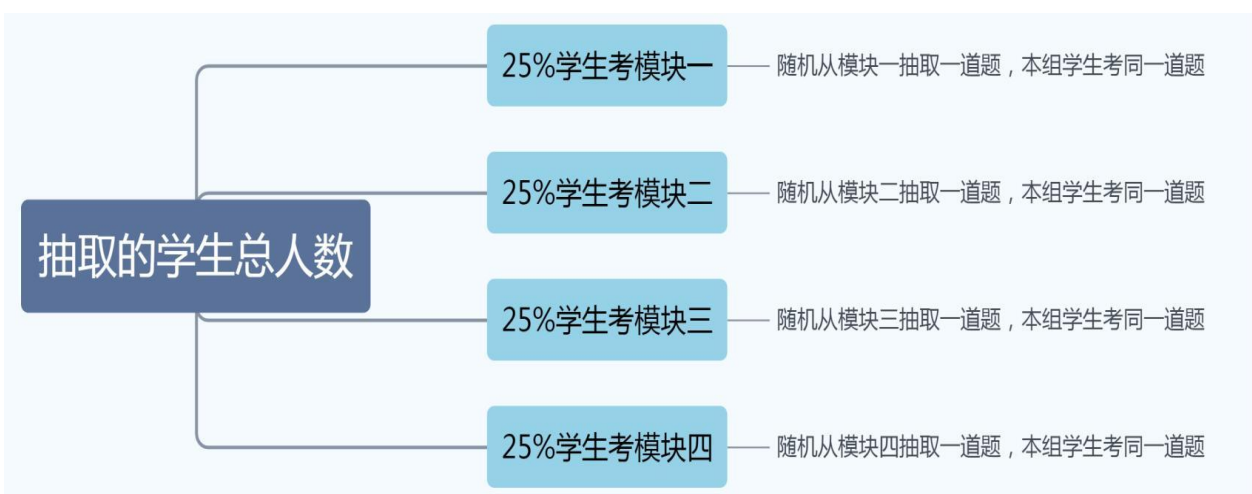 25%学生考模块一
随机从模块一抽取一道题，本组学生考同一道题
25%学生考模块二
随机从模块二抽取一道题，本组学生考同一道题
抽取的学生总人数
25%学生考模块三
随机从模块三抽取一道题，本组学生考同一道题
25%学生考模块四
随机从模块四抽取一道题，本组学生考同一道题